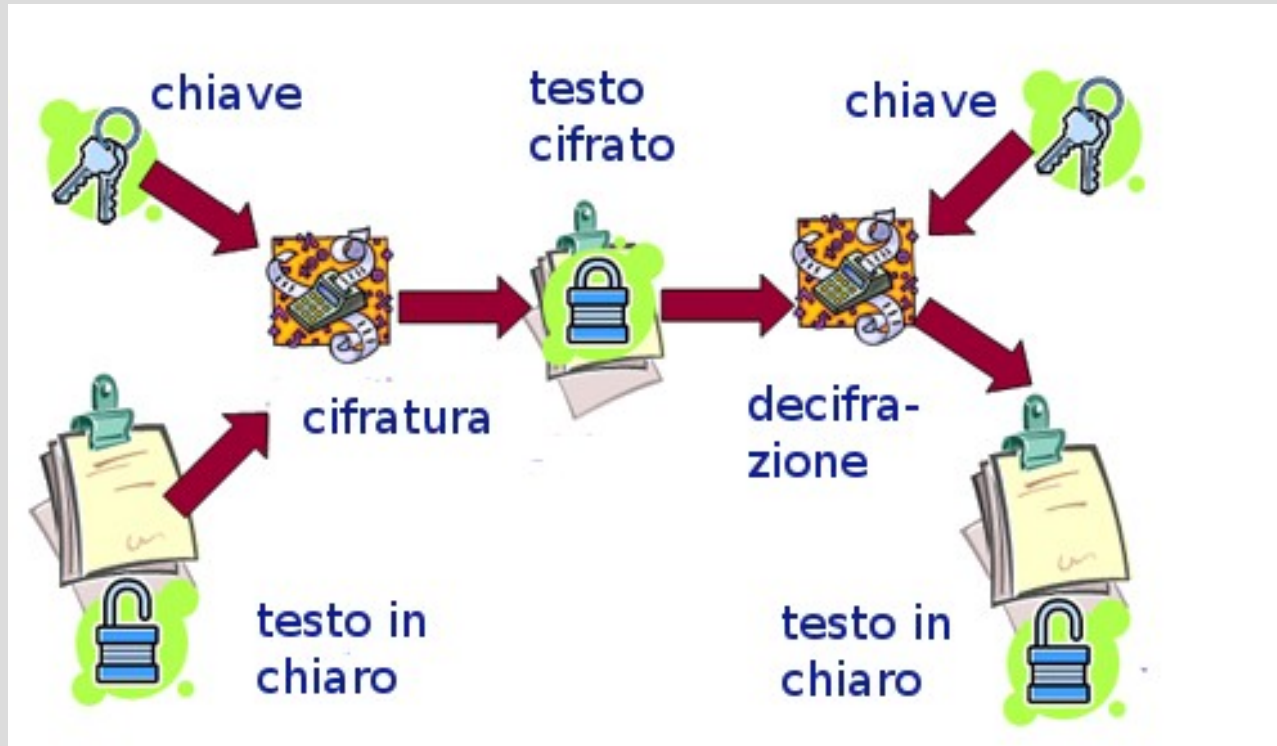 chiave
testo
cifrato
chiave
cifratura
decifra-
zione
testo in
chiaro
testo in
chiaro